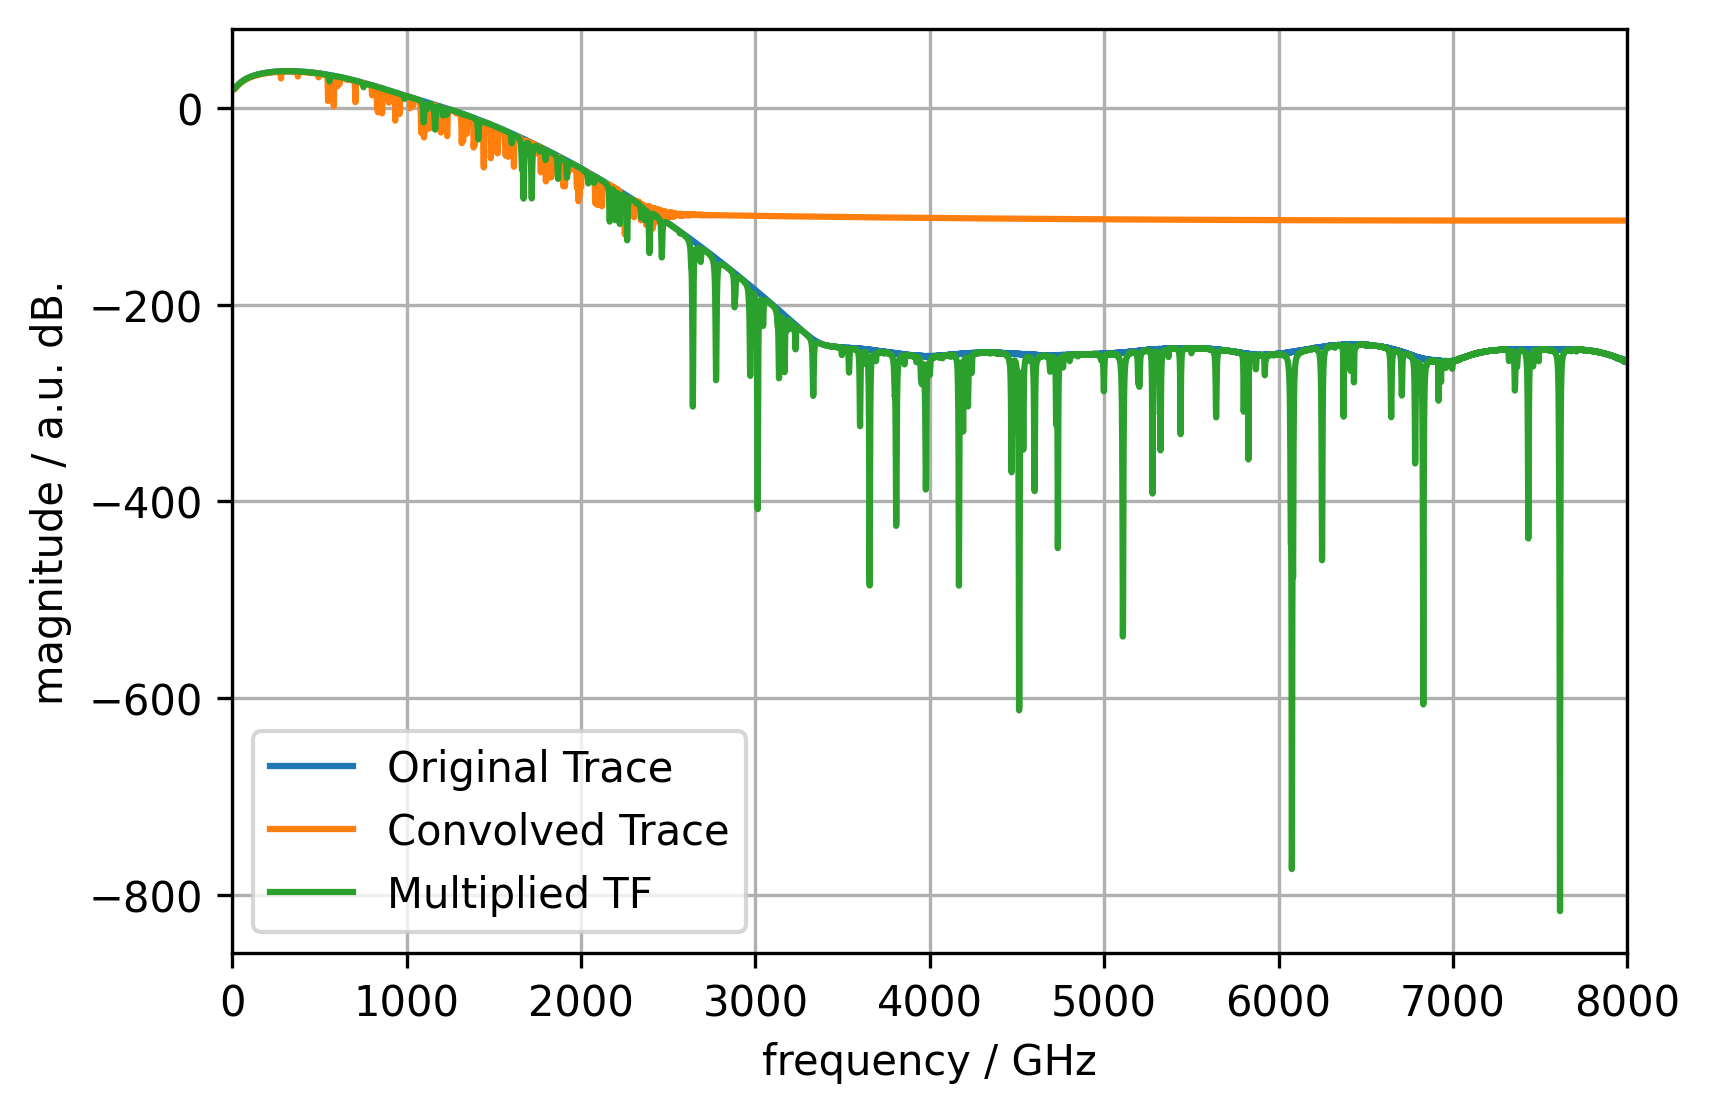 magnitude / a.u. dB.
0
−200
−400
−600
−800
Original Trace
Convolved Trace
Multiplied TF
0 1000 2000 3000 4000 5000 6000 7000 8000
frequency / GHz